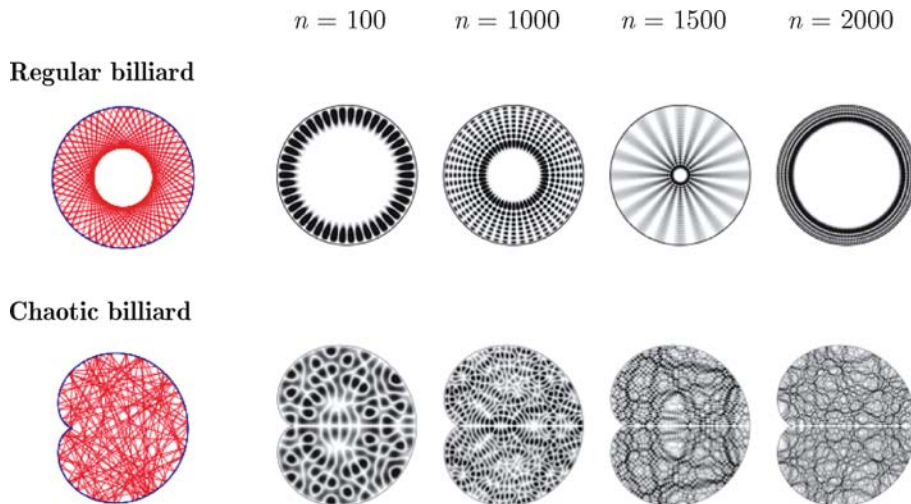 n = 100 n = 1000 n = 1500 n = 2000
Regular billiard
Chaotic billiard